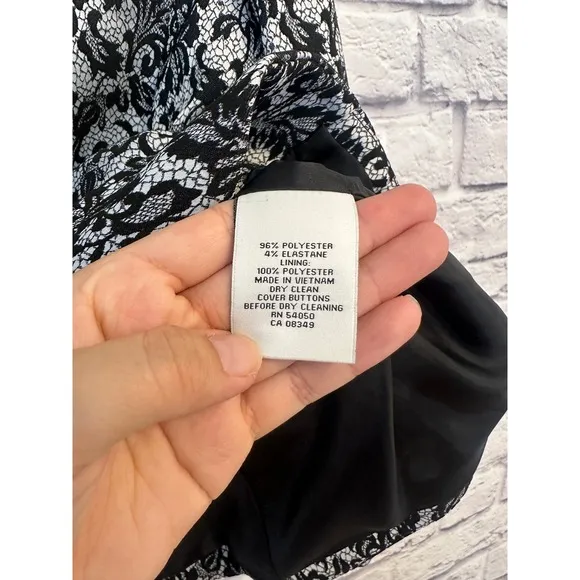 96% POLYESTER
4% ELASTANE
LINING:
100% POLYESTER
MADE IN VIETNAM
DRY CLEAN
COVER BUTTONS
BEFORE DRY CLEANING
RN 54050
CA 08349